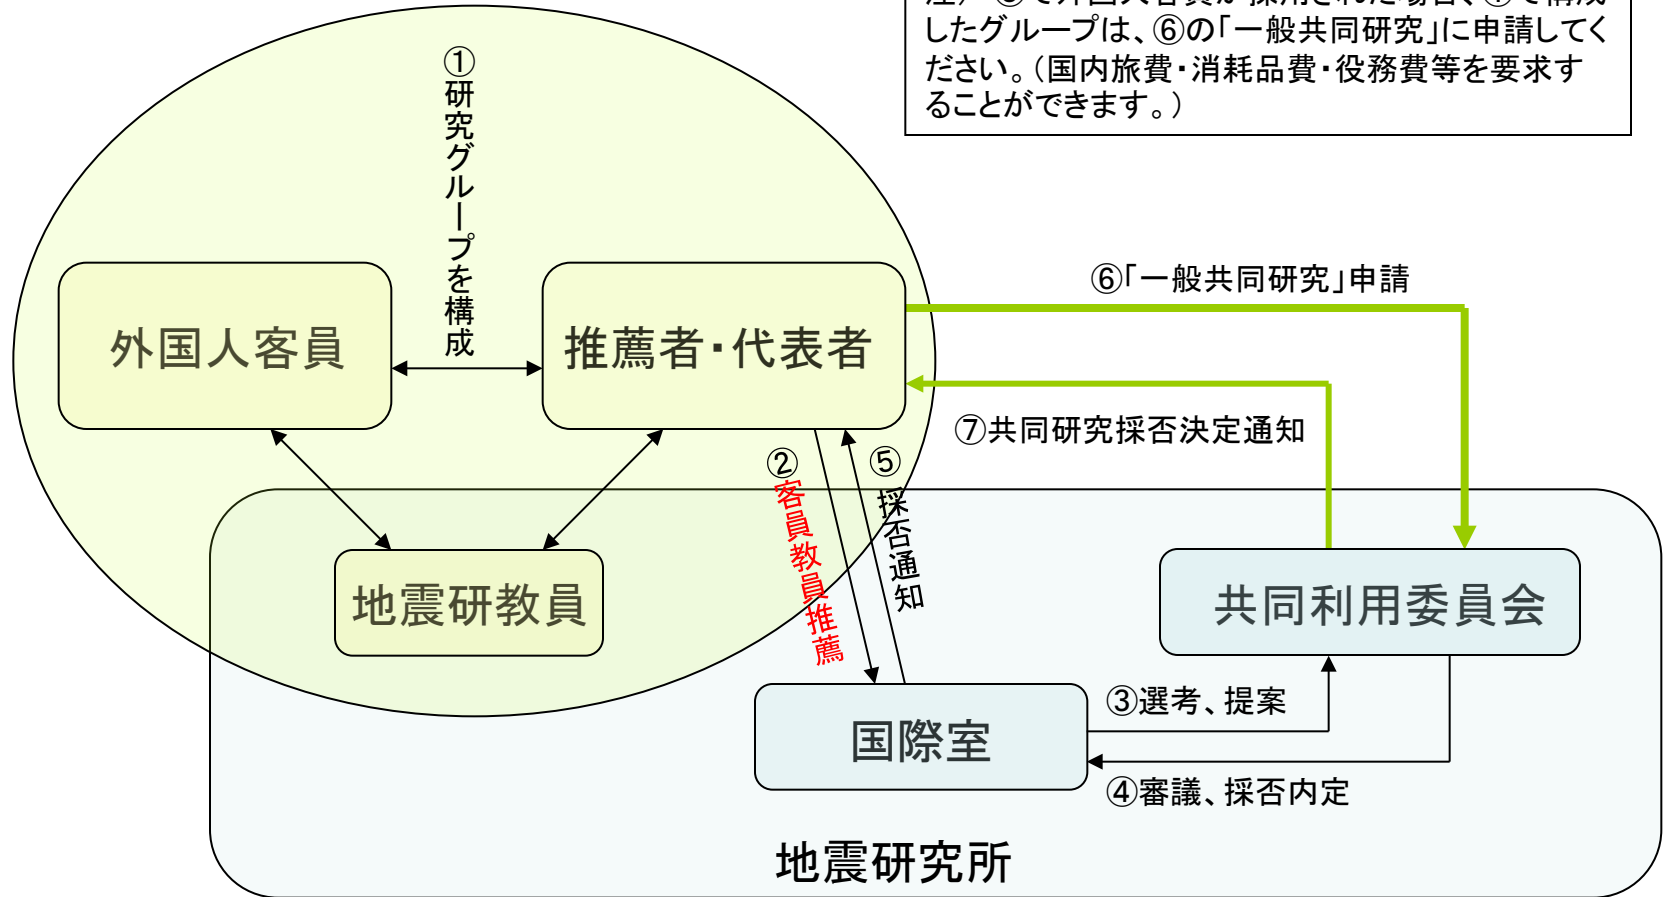 したグループは、⑥の「一般共同研究」に申請してく
ださい。(国内旅費・消耗品費・役務費等を要求す
ることができます。)
①研究グループを構成
⑥「一般共同研究」申請
外国人客員
推薦者・代表者
⑦共同研究採否決定通知
②客員教員推薦
⑤採否通知
地震研教員
共同利用委員会
③選考、提案
国際室
④審議、採否内定
地震研究所